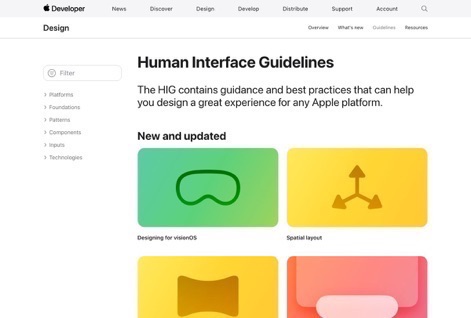 Developer News Discover Design Develop Distribute Support Account
Design
Overview What's new Guidelines Resources
Filter
Platforms
Foundations
Patterns
Components
Inputs
Technologies
Human Interface Guidelines
The HIG contains guidance and best practices that can help
you design a great experience for any Apple platform.
New and updated
Designing for visionOS
Spatial layout